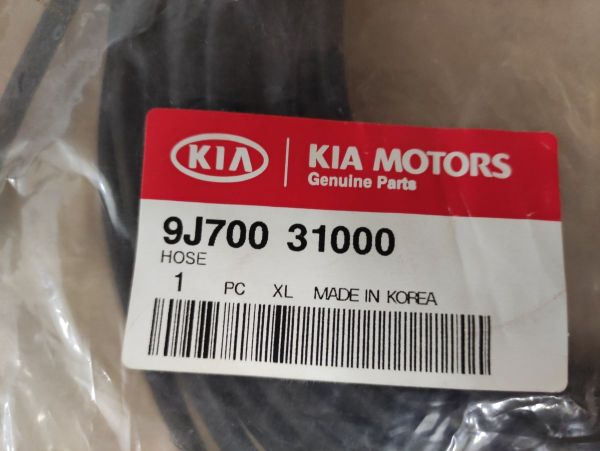 KIA
KIA MOTORS
Genuine Parts
9J700 31000
HOSE
1 PC XL MADE IN KOREA